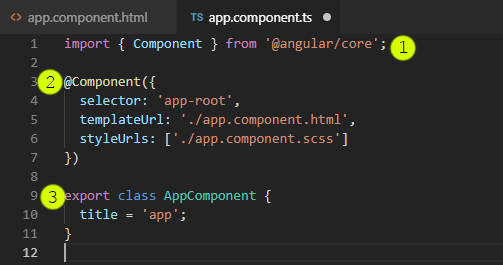 <> app.component.html TS app.component.ts ●
1 import { Component } from '@angular/core'; 1
2
3 2 @Component({
4 selector: 'app-root',
5 templateUrl: './app.component.html',
6 styleUrls: ['./app.component.scss']
7 })
8
9 3 export class AppComponent {
10 title = 'app';
11 }
12